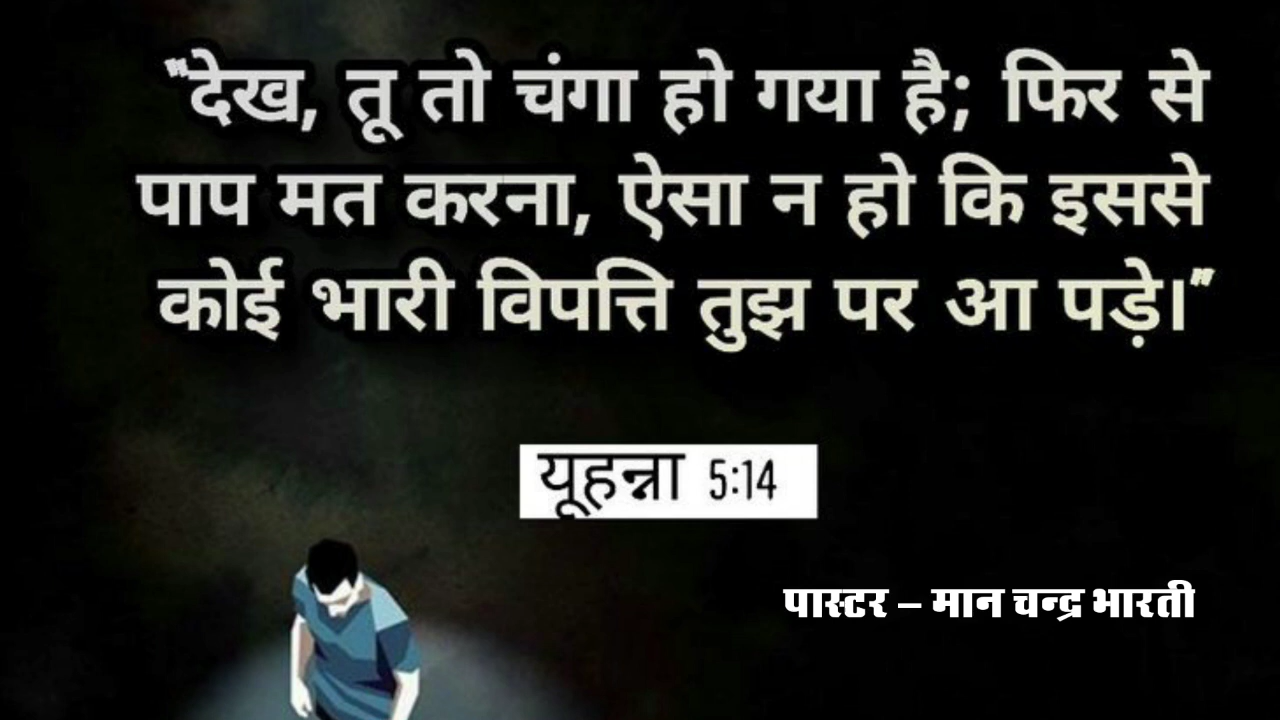 "देख, तू तो चंगा हो गया है; फिर से
पाप मत करना, ऐसा न हो कि इससे
कोई भारी विपत्ति तुझ पर आ पड़े।"
यूहन्ना 5:14
पास्टर – मान चन्द्र भारती